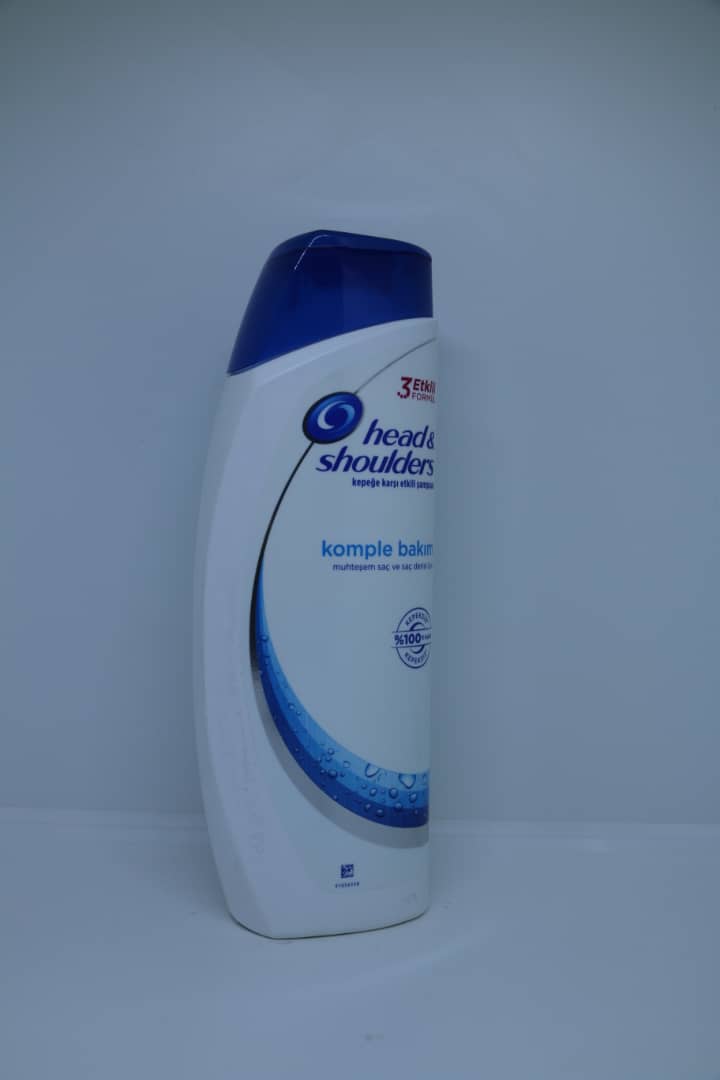 3 Etkili
FORMÜL
head &
shoulders
kepeğe karşı etkili şampuan
komple bakım
muhteşem saç ve saç derisi
%100